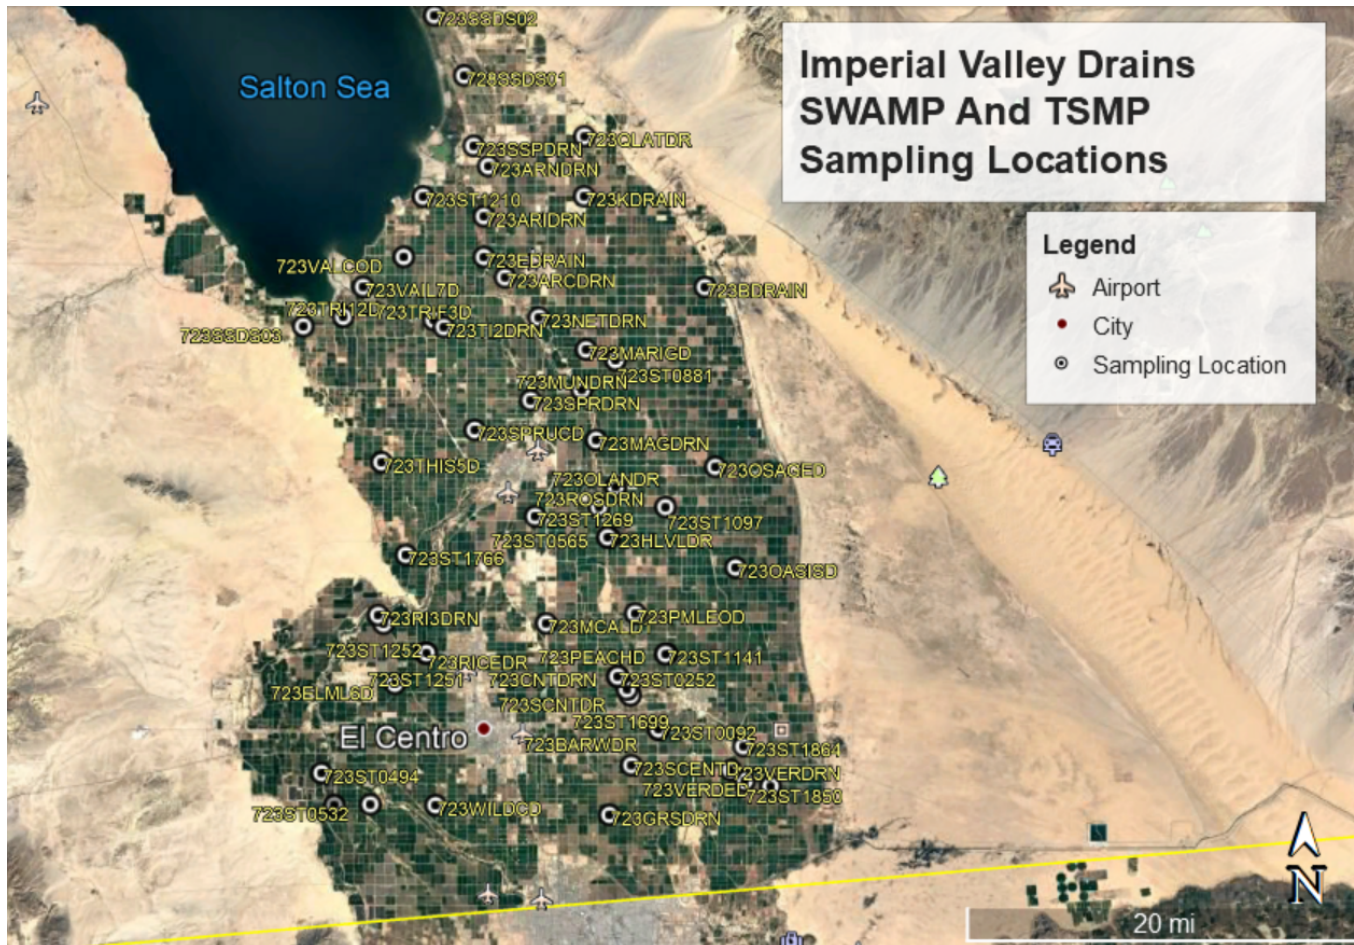 723SSDS02
Imperial Valley Drains
SWAMP And TSMP
Sampling Locations
Salton Sea
723SSDS01
723QLATDR
723SSPDRN
723ARNDRN
723ST1210
723KDRAIN
723ARIDRN
Legend
Airport
City
Sampling Location
723VALCOD
723EDRAIN
723ARCDRN
723VAIL7D
723BDRAIN
723TRI12D
723TRIF3D
723SSDS03
723TI2DRN
723NETDRN
723MARIGD
723ST0881
723MUNDRN
723SPRDRN
723SPRUCD
723MAGDRN
723THIS5D
723OSAGED
723OLANDR
723ROSDRN
723ST1269
723ST1097
723ST0565
723HLVLDR
723ST1766
723OASISD
723RI3DRN
723MCALD
723PMLEOD
723ST1252
723RICEDR
723PEACHD
723ST1141
723ST1251
723CNTDRN
723ST0252
723ELML6D
723SCNTDR
723ST1699
El Centro
723ST0092
723BARWDR
723ST1864
723ST0494
723SCENTD
723VERDRN
723VERDED
723ST1850
723ST0532
723WILDCD
723GRSDRN
N
20 mi